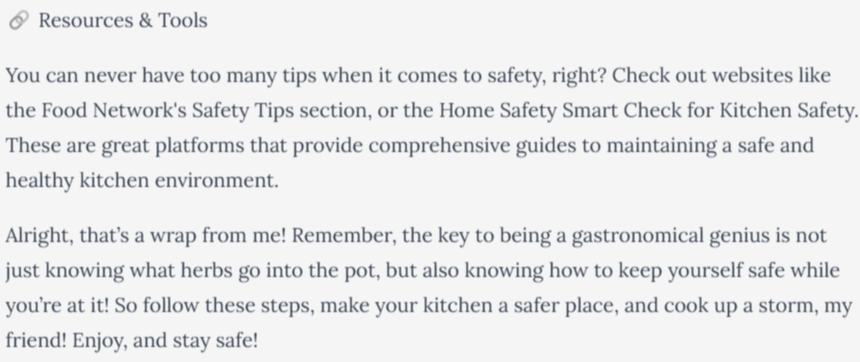 🔗 Resources & Tools
You can never have too many tips when it comes to safety, right? Check out websites like
the Food Network's Safety Tips section, or the Home Safety Smart Check for Kitchen Safety.
These are great platforms that provide comprehensive guides to maintaining a safe and
healthy kitchen environment.
Alright, that’s a wrap from me! Remember, the key to being a gastronomical genius is not
just knowing what herbs go into the pot, but also knowing how to keep yourself safe while
you’re at it! So follow these steps, make your kitchen a safer place, and cook up a storm, my
friend! Enjoy, and stay safe!